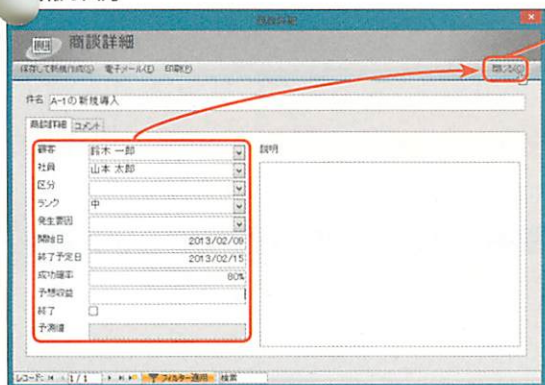 商談詳細
商談詳細
保存して新規作成(S) 電子メール(E) 印刷(P) 閉じる(C)
件名 A-1の新規導入
商談詳細 コメント
顧客 鈴木 一郎 説明
社員 山本 太郎
区分
ランク 中
発生要因
開始日 2013/02/09
終了予定日 2013/02/15
成功確率 80%
予想収益
終了
予測値
レコード: 1/1 フィルター適用 検索